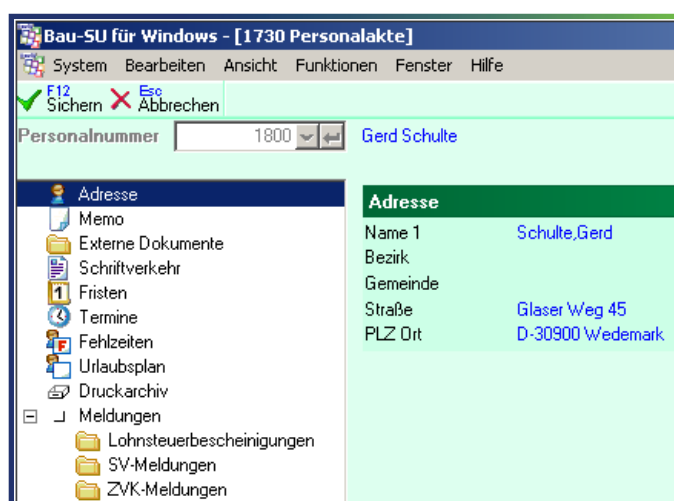 Bau-SU für Windows - [1730 Personalakte]
System Bearbeiten Ansicht Funktionen Fenster Hilfe
F12 Esc
Sichern Abbrechen
Personalnummer 1800 Gerd Schulte
Adresse
Memo
Externe Dokumente
Schriftverkehr
1 Fristen
Termine
F Fehlzeiten
Urlaubsplan
Druckarchiv
Meldungen
Lohnsteuerbescheinigungen
SV-Meldungen
ZVK-Meldungen
Adresse
Name 1 Schulte,Gerd
Bezirk
Gemeinde
Straße Glaser Weg 45
PLZ Ort D-30900 Wedemark